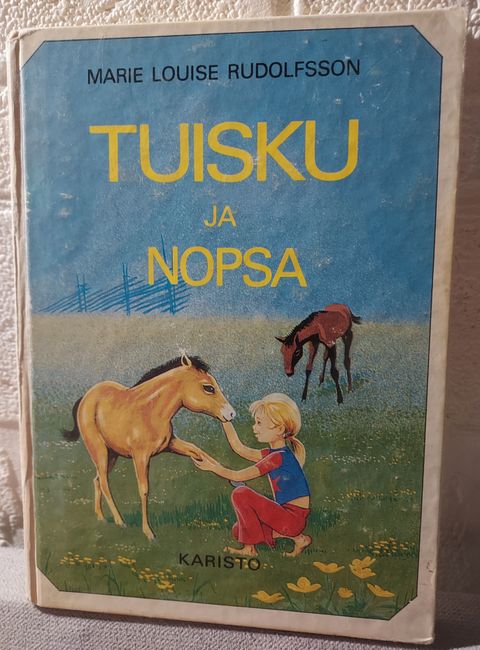 MARIE LOUISE RUDOLFSSON
TUISKU
JA
NOPSA
KARISTO